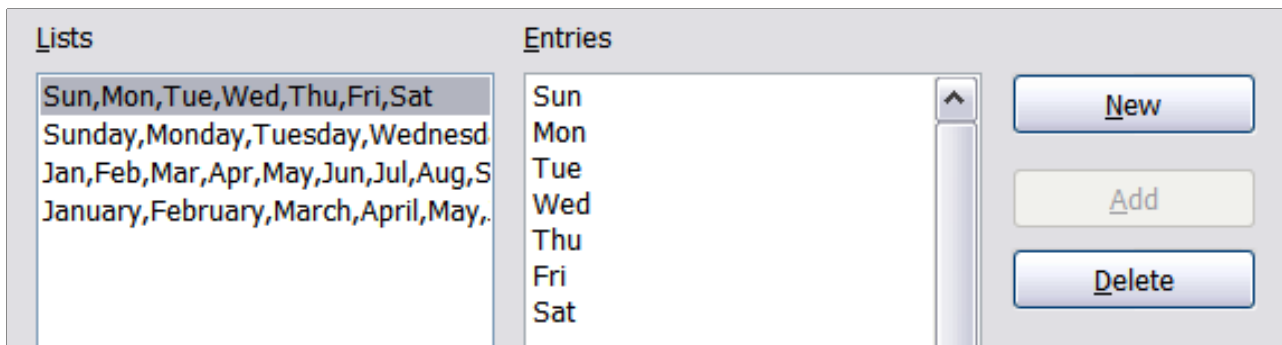 Lists
Entries
Sun,Mon,Tue,Wed,Thu,Fri,Sat
Sunday,Monday,Tuesday,Wednesd
Jan,Feb,Mar,Apr,May,Jun,Jul,Aug,S
January,February,March,April,May,.
Sun
Mon
Tue
Wed
Thu
Fri
Sat
New
Add
Delete